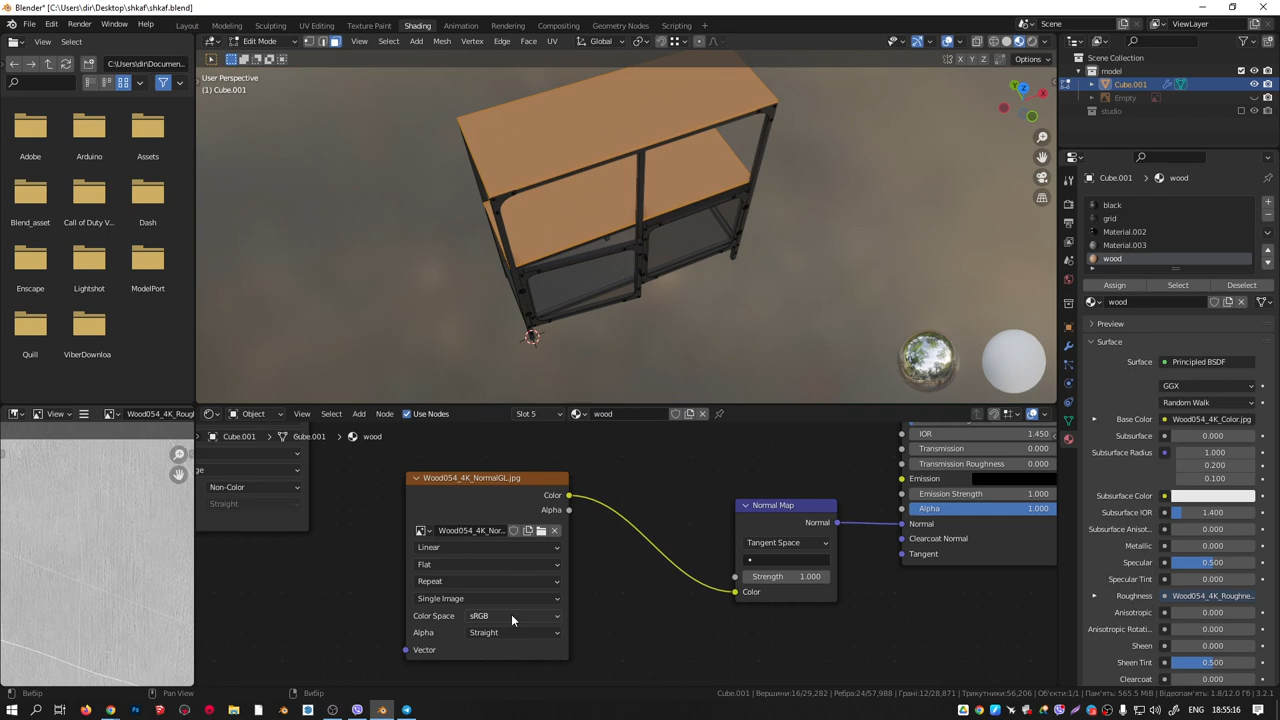 Blender* [C:\Users\dir\Desktop\shkaf\shkaf.blend]
File Edit Render Window Help Layout Modeling Sculpting UV Editing Texture Paint Shading Animation Rendering Compositing Geometry Nodes Scripting Scene ViewLayer
View Select Edit Mode View Select Add Mesh Vertex Edge Face UV Global
C:\Users\dir\Documen... Options
User Perspective
(1) Cube.001
Adobe Arduino Assets
Blend_asset Call of Duty V... Dash
Enscape Lightshot ModelPort
Quill ViberDownloa
X Y Z
Scene Collection
model
Cube.001
Empty
studio
Cube.001 wood
black
grid
Material.002
Material.003
wood
Assign Select Deselect
wood
Preview
Surface
Surface Principled BSDF
GGX
Random Walk
Base Color Wood054_4K_Color.jpg
Subsurface 0.000
Subsurface Radius 1.000
0.200
0.100
Subsurface Color
Subsurface IOR 1.400
Subsurface Anisot... 0.000
Metallic 0.000
Specular 0.500
Specular Tint 0.000
Roughness Wood054_4K_Roughne...
Anisotropic 0.000
Anisotropic Rotati... 0.000
Sheen 0.000
Sheen Tint 0.500
Clearcoat 0.000
View Wood054_4K_Rougl Object View Select Add Node Use Nodes Slot 5 wood
Cube.001 Cube.001 wood
Non-Color
Straight
Wood054_4K_NormalGL.jpg
Color
Alpha
Wood054_4K_Nor...
Linear
Flat
Repeat
Single Image
Color Space sRGB
Alpha Straight
Vector
Normal Map
Normal
Tangent Space
Strength 1.000
Color
IOR 1.450
Transmission 0.000
Transmission Roughness 0.000
Emission
Emission Strength 1.000
Alpha 1.000
Normal
Clearcoat Normal
Tangent
Вибір Pan View Вибір Cube.001 | Вершини:16/29,282 | Ребра:24/57,988 | Грані:12/28,871 | Трикутники:56,206 | Об'єкти:1/1 | Пам'ять: 565.5 MiB | Відеопам'ять: 1.8/12.0 GiB | 3.2.1
ENG 18:55:16